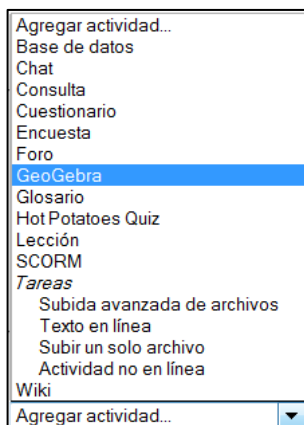 Agregar actividad...
Base de datos
Chat
Consulta
Cuestionario
Encuesta
Foro
GeoGebra
Glosario
Hot Potatoes Quiz
Lección
SCORM
Tareas
Subida avanzada de archivos
Texto en línea
Subir un solo archivo
Actividad no en línea
Wiki
Agregar actividad...